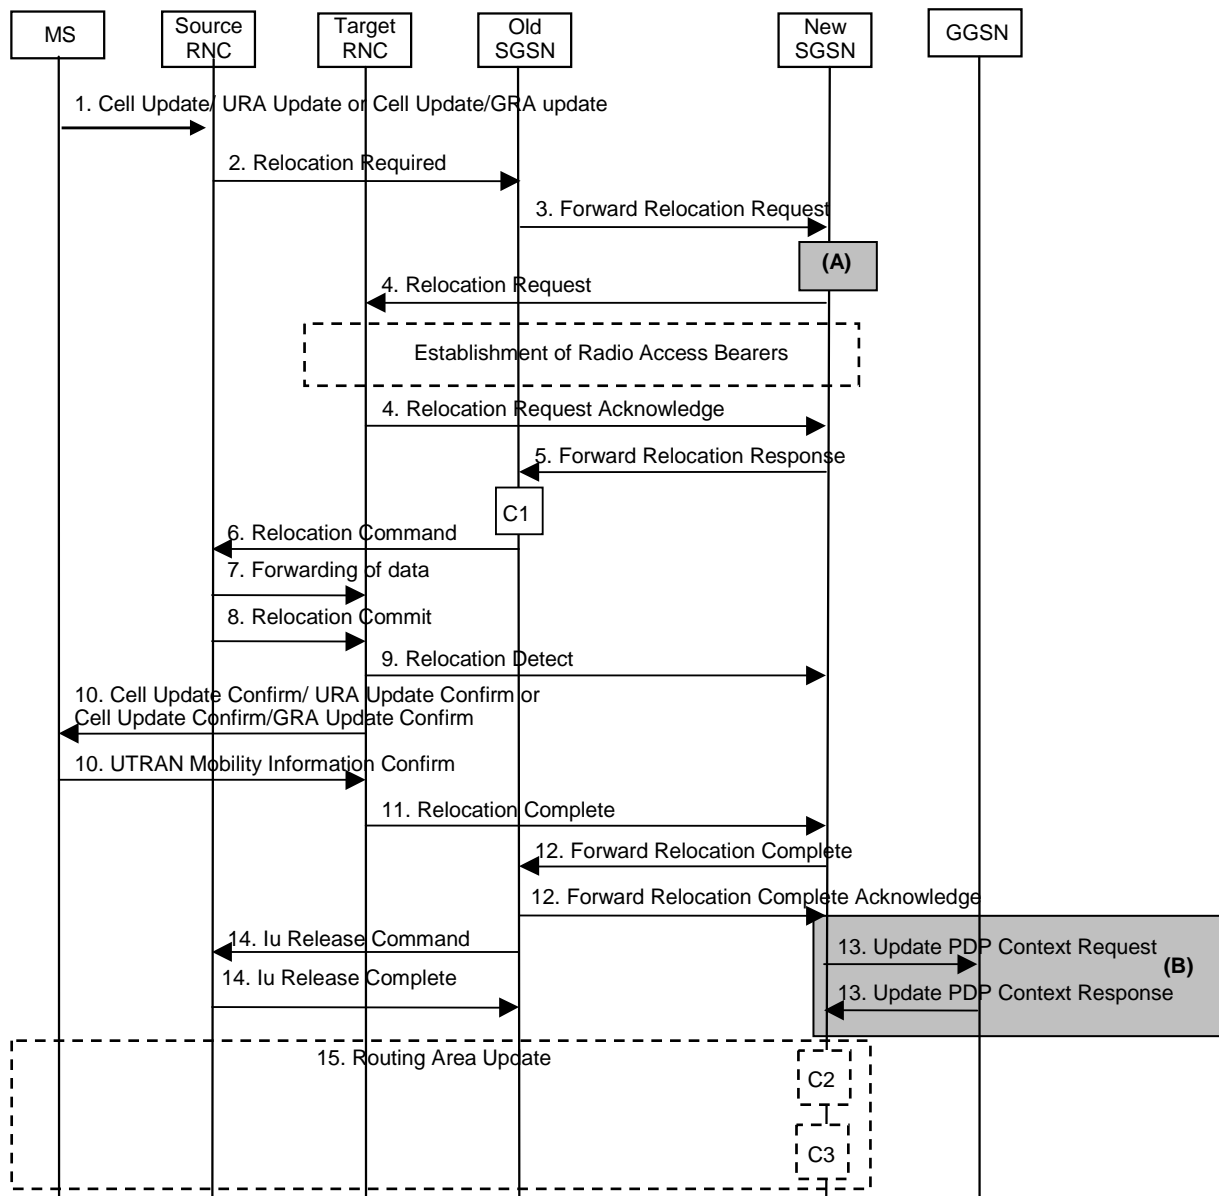 MS
Source
RNC
Target
RNC
Old
SGSN
New
SGSN
GGSN
1. Cell Update/ URA Update or Cell Update/GRA update
2. Relocation Required
3. Forward Relocation Request
(A)
4. Relocation Request
Establishment of Radio Access Bearers
4. Relocation Request Acknowledge
5. Forward Relocation Response
C1
6. Relocation Command
7. Forwarding of data
8. Relocation Commit
9. Relocation Detect
10. Cell Update Confirm/ URA Update Confirm or
Cell Update Confirm/GRA Update Confirm
10. UTRAN Mobility Information Confirm
11. Relocation Complete
12. Forward Relocation Complete
12. Forward Relocation Complete Acknowledge
14. Iu Release Command
13. Update PDP Context Request
(B)
14. Iu Release Complete
13. Update PDP Context Response
15. Routing Area Update
C2
C3